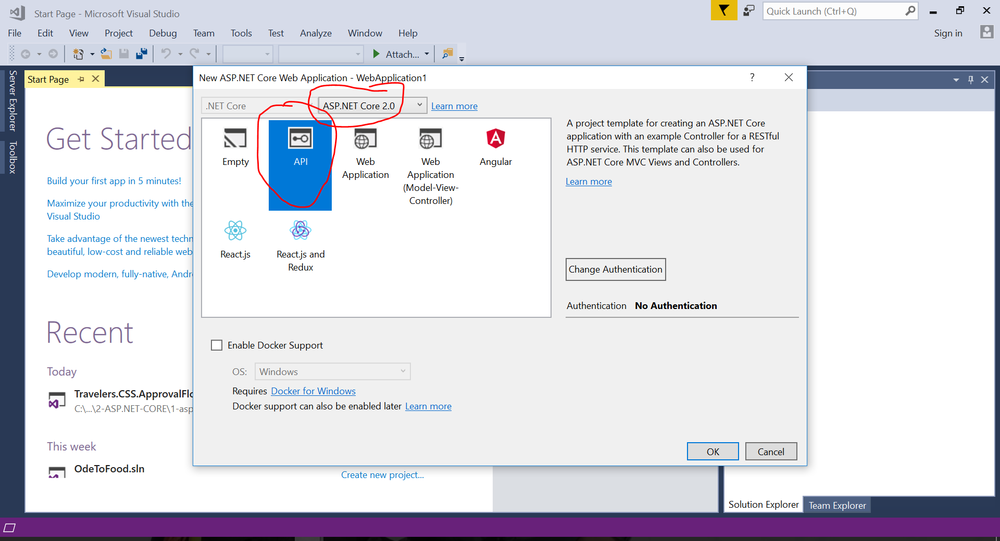 Start Page - Microsoft Visual Studio
Quick Launch (Ctrl+Q)
File Edit View Project Debug Team Tools Test Analyze Window Help
Sign in
Attach...
Server Explorer
Toolbox
Start Page
Get Started
Build your first app in 5 minutes!
Maximize your productivity with the
Visual Studio
Take advantage of the newest techn
beautiful, low-cost and reliable web
Develop modern, fully-native, Andr
Recent
Today
Travelers.CSS.ApprovalFlo
C:\...\2-ASP.NET-CORE\1-asp
This week
OdeToFood.sln
Create new project...
New ASP.NET Core Web Application - WebApplication1
?
.NET Core
ASP.NET Core 2.0
Learn more
Empty
API
Web
Application
Web
Application
(Model-View-
Controller)
Angular
React.js
React.js and
Redux
A project template for creating an ASP.NET Core
application with an example Controller for a RESTful
HTTP service. This template can also be used for
ASP.NET Core MVC Views and Controllers.
Learn more
Change Authentication
Authentication No Authentication
Enable Docker Support
OS: Windows
Requires Docker for Windows
Docker support can also be enabled later Learn more
OK
Cancel
Solution Explorer
Team Explorer